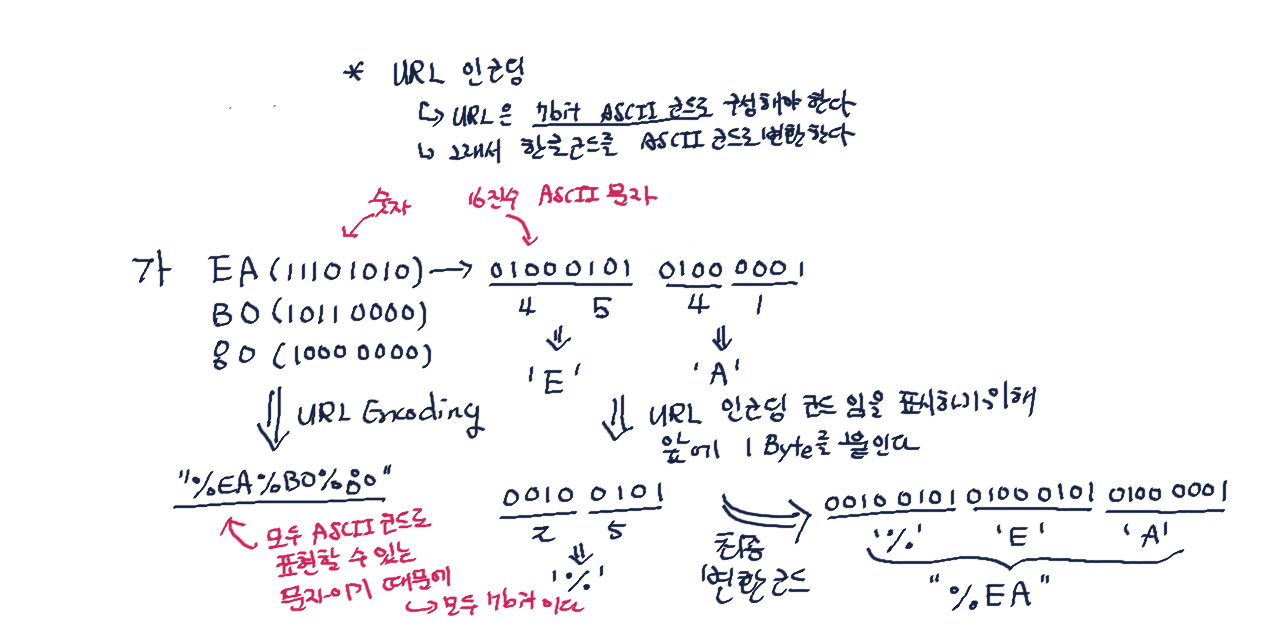 * URL 인코딩
↳ URL은 7bit ASCII 코드로 구성해야 한다
↳ 그래서 한글코드를 ASCII 코드로 변환한다
숫자
16진수 ASCII 문자
가 EA(11101010) → 01000101 0100 0001
4 5 4 1
B0(10110000)
80 (1000 0000)
'E' 'A'
URL Encoding
URL 인코딩 코드 임을 표시하기 위해
앞에 1 Byte를 붙인다
"%EA%B0%80"
0010 0101
2 5
'%'
모두 ASCII 코드로
표현할 수 있는
문자이기 때문에
↳ 모두 7bit 이다
최종
변환코드
0010 0101 0100 0101 0100 0001
'%' 'E' 'A'
"%EA"